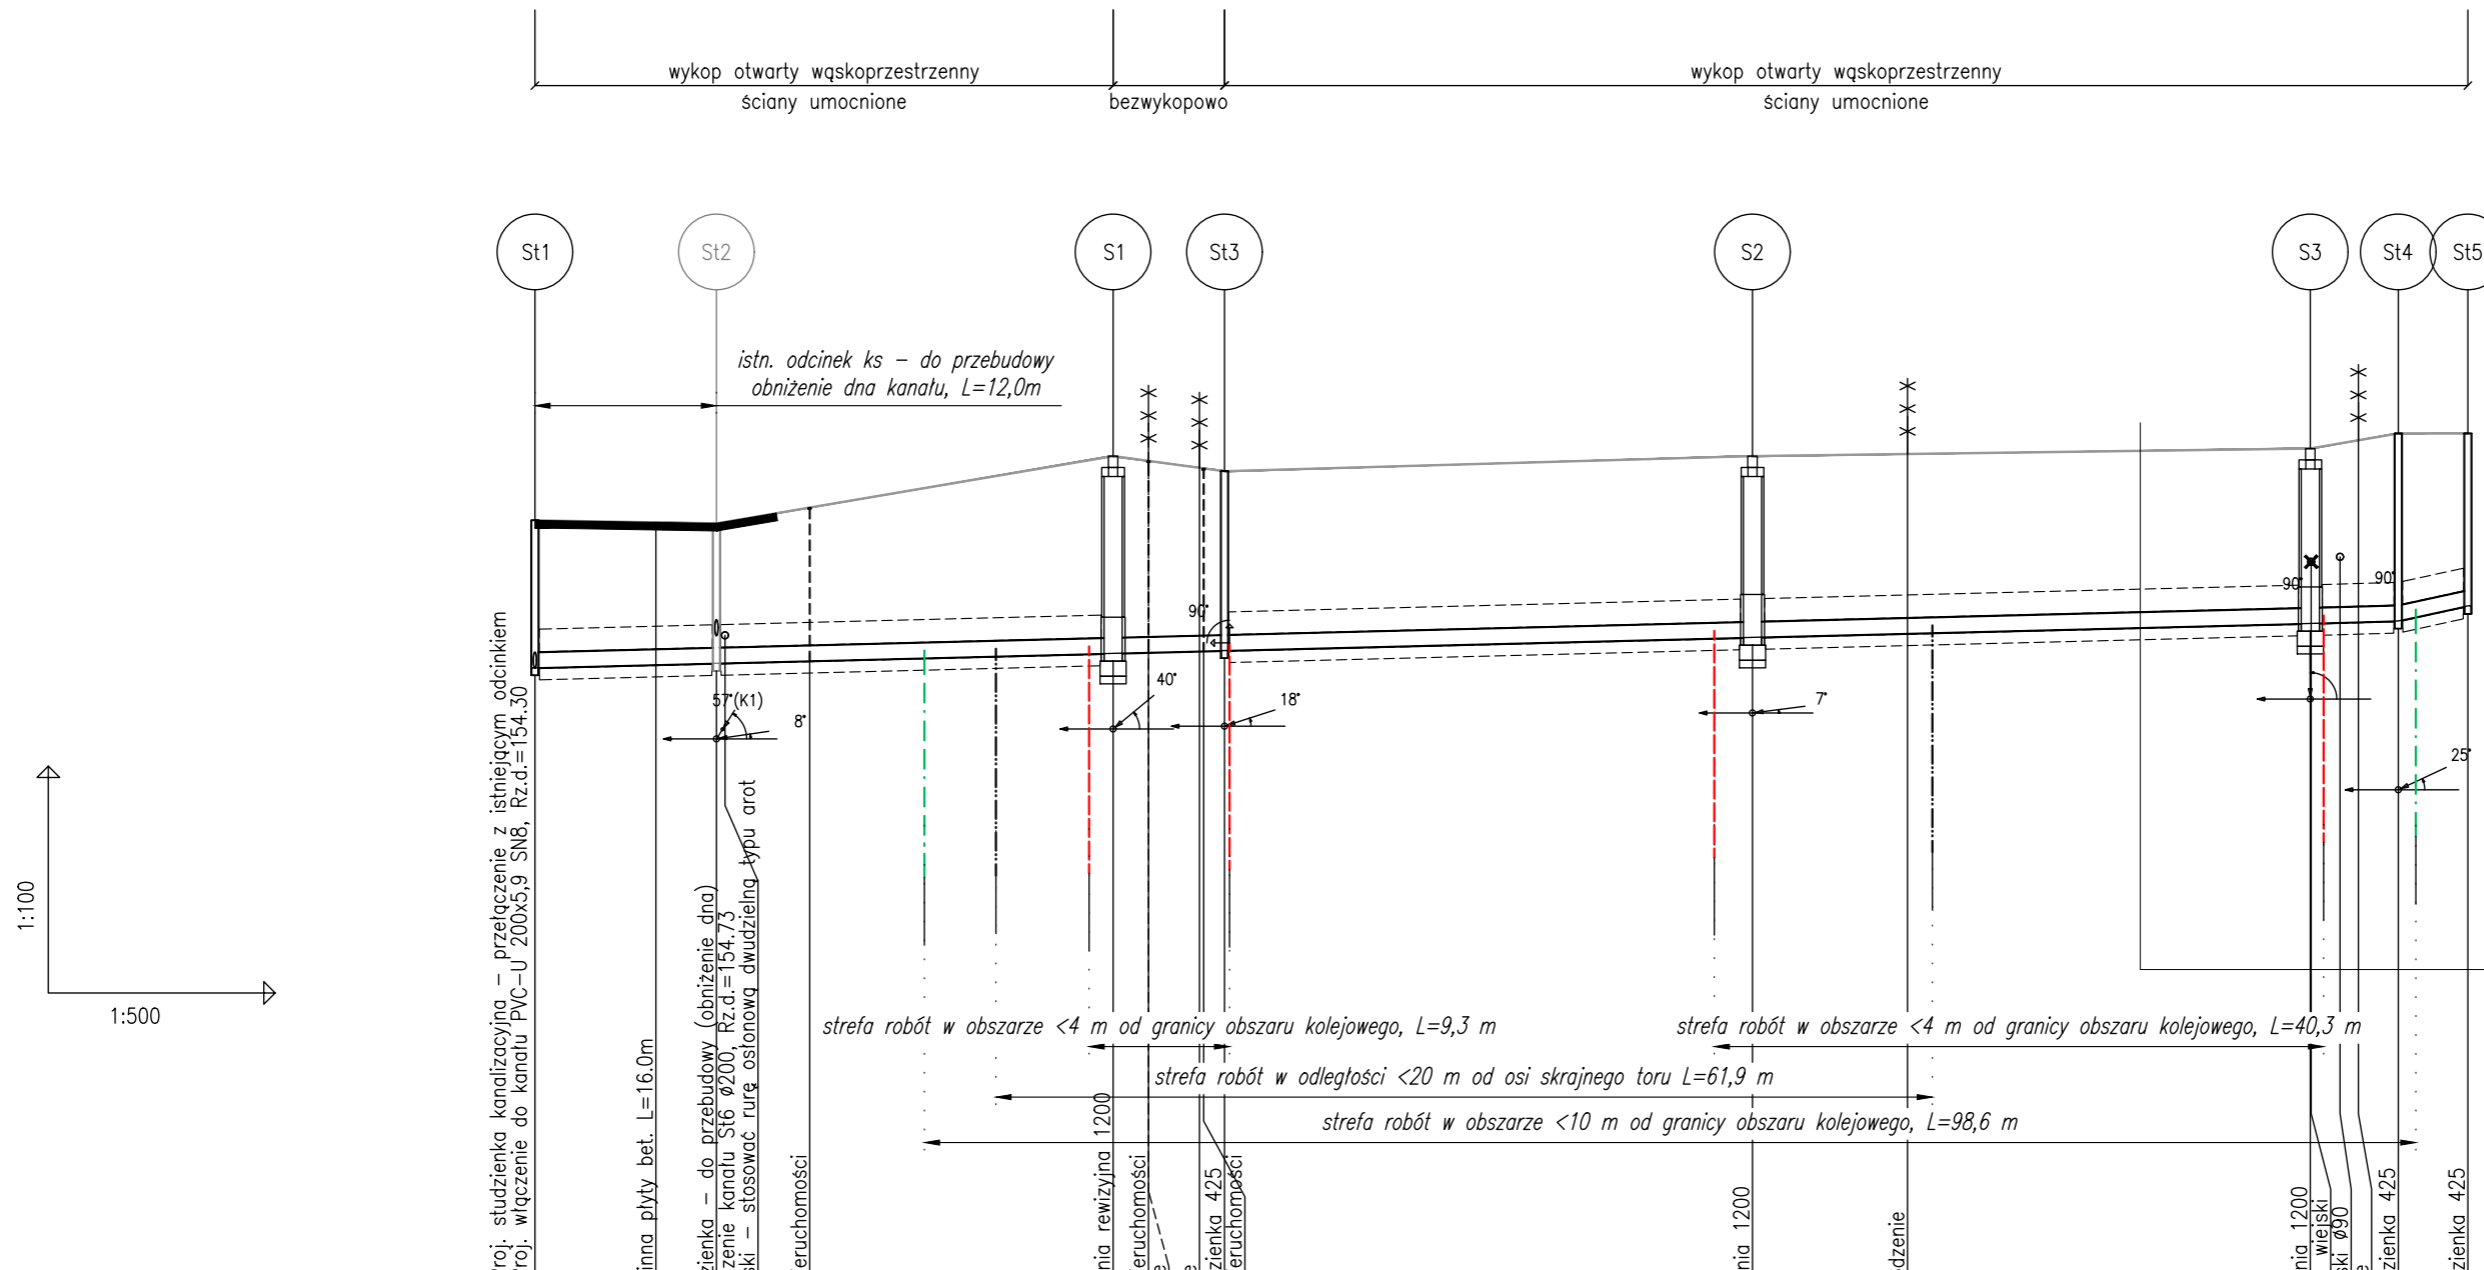 wykop otwarty wąskoprzestrzenny
ściany umocnione
bezwykopowo
wykop otwarty wąskoprzestrzenny
ściany umocnione
St1
St2
S1
St3
S2
S3
St4
St5
istn. odcinek ks – do przebudowy
obniżenie dna kanału, L=12,0m
90°
90°
90°
57°(K1)
8°
40°
18°
7°
25°
1:100
1:500
strefa robót w obszarze <4 m od granicy obszaru kolejowego, L=9,3 m
strefa robót w obszarze <4 m od granicy obszaru kolejowego, L=40,3 m
strefa robót w odległości <20 m od osi skrajnego toru L=61,9 m
strefa robót w obszarze <10 m od granicy obszaru kolejowego, L=98,6 m
roj. studzienka kanalizacyjna – przełączenie z istniejącym odcinkiem
roj. włączenie do kanału PVC–U 200x5,9 SN8, Rz.d.=154.30
inna płyty bet. L=16.0m
zienka – do przebudowy (obniżenie dna)
zenie kanału St6 ø200, Rz.d.=154.73
ski – stosować rurę osłonową dwudzielną typu arot
eruchomości
nia rewizyjna 1200
eruchomości
zienka 425
eruchomości
nia 1200
dzenie
nia 1200
wiejski
ski ø90
zienka 425
zienka 425